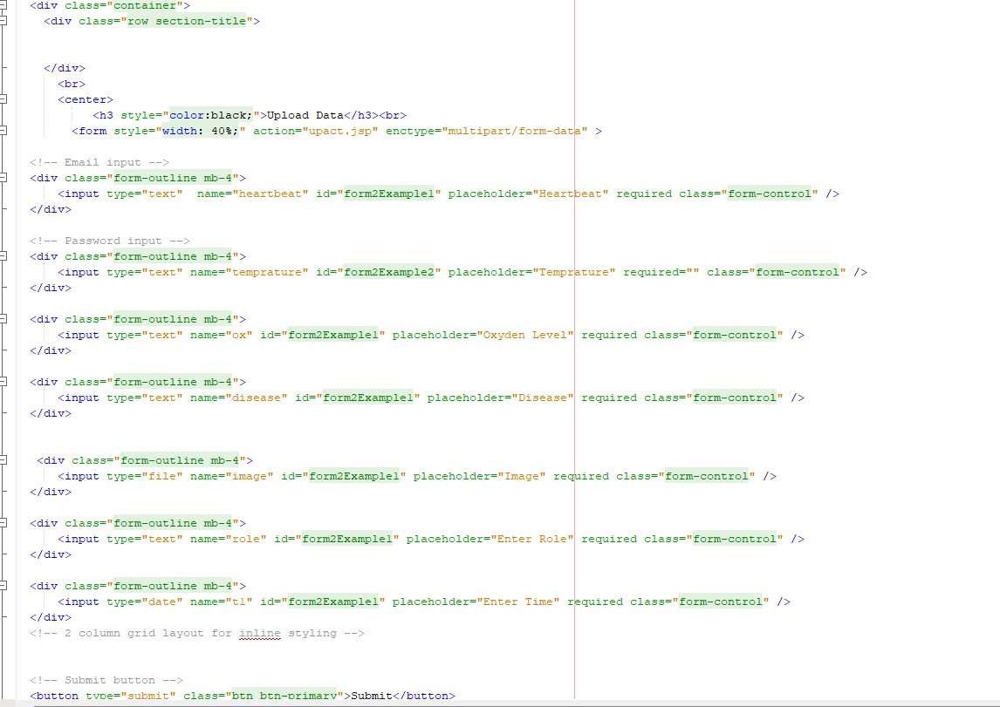 <div class="container">
<div class="row section-title">
</div>
<br>
<center>
<h3 style="color:black;">Upload Data</h3><br>
<form style="width: 40%;" action="upact.jsp" enctype="multipart/form-data" >
<!-- Email input -->
<div class="form-outline mb-4">
<input type="text"  name="heartbeat" id="form2Example1" placeholder="Heartbeat" required class="form-control" />
</div>
<!-- Password input -->
<div class="form-outline mb-4">
<input type="text" name="temprature" id="form2Example2" placeholder="Temprature" required="" class="form-control" />
</div>
<div class="form-outline mb-4">
<input type="text" name="ox" id="form2Example1" placeholder="Oxyden Level" required class="form-control" />
</div>
<div class="form-outline mb-4">
<input type="text" name="disease" id="form2Example1" placeholder="Disease" required class="form-control" />
</div>
<div class="form-outline mb-4">
<input type="file" name="image" id="form2Example1" placeholder="Image" required class="form-control" />
</div>
<div class="form-outline mb-4">
<input type="text" name="role" id="form2Example1" placeholder="Enter Role" required class="form-control" />
</div>
<div class="form-outline mb-4">
<input type="date" name="t1" id="form2Example1" placeholder="Enter Time" required class="form-control" />
</div>
<!-- 2 column grid layout for inline styling -->
<!-- Submit button -->
<button type="submit" class="btn btn-primary">Submit</button>